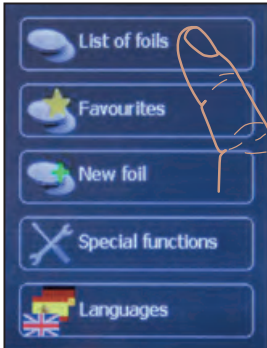 List of foils
Favourites
New foil
Special functions
Languages